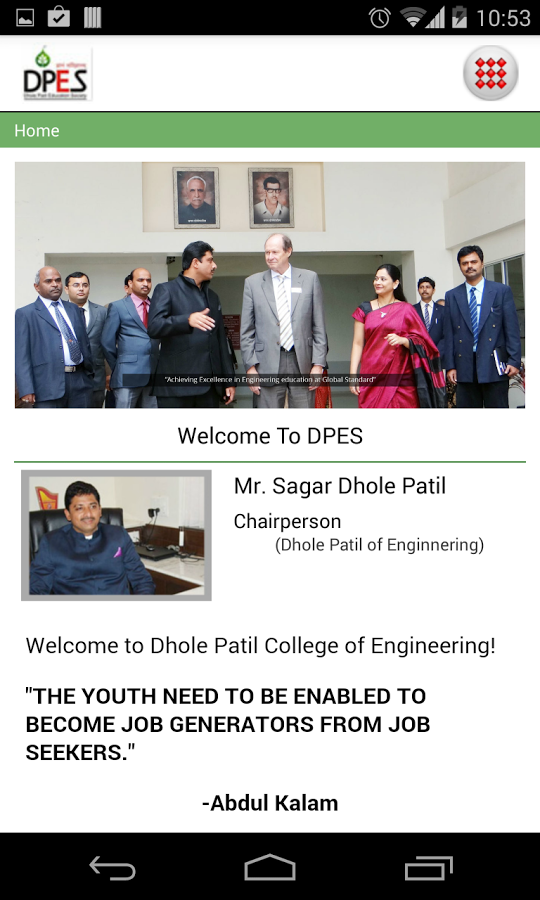 10:53
DPES
Dhole Patil Education Society
Home
"Achieving Excellence in Engineering education at Global Standard"
Welcome To DPES
Mr. Sagar Dhole Patil
Chairperson
(Dhole Patil of Enginnering)
Welcome to Dhole Patil College of Engineering!
"THE YOUTH NEED TO BE ENABLED TO
BECOME JOB GENERATORS FROM JOB
SEEKERS."
-Abdul Kalam